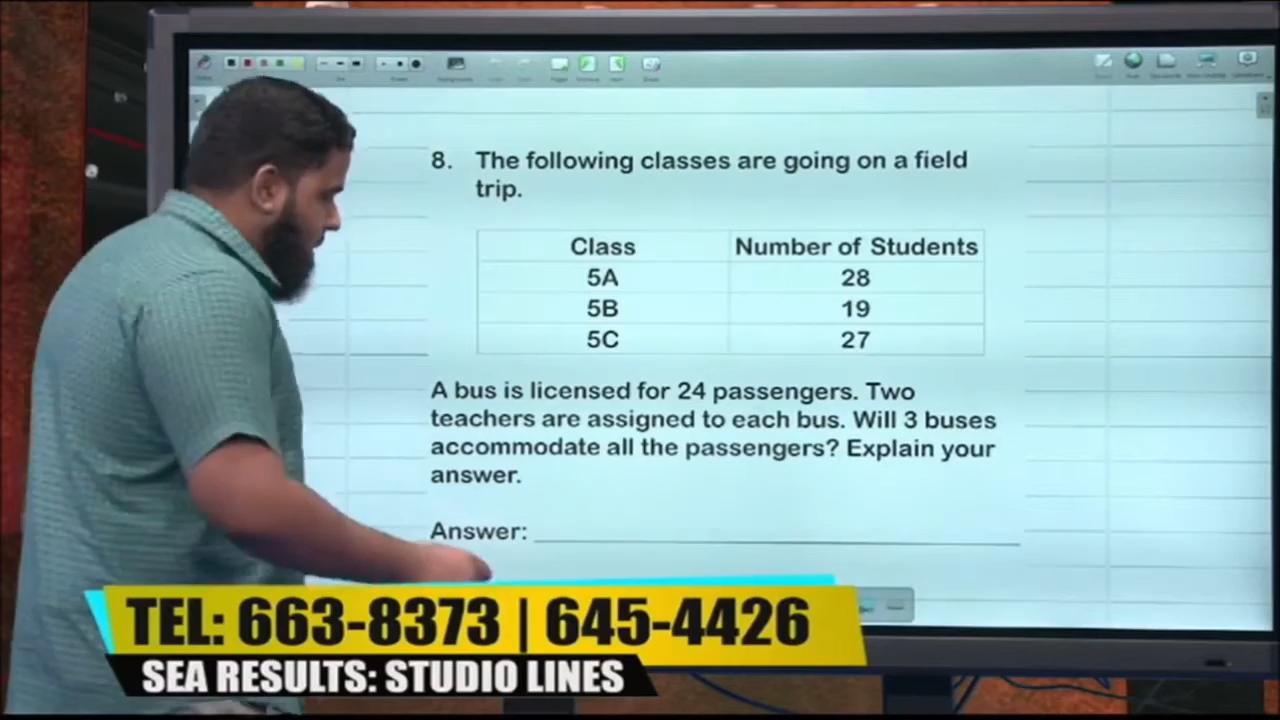 8. The following classes are going on a field
trip.
Class Number of Students
5A 28
5B 19
5C 27
A bus is licensed for 24 passengers. Two
teachers are assigned to each bus. Will 3 buses
accommodate all the passengers? Explain your
answer.
Answer:
TEL: 663-8373 | 645-4426
SEA RESULTS: STUDIO LINES